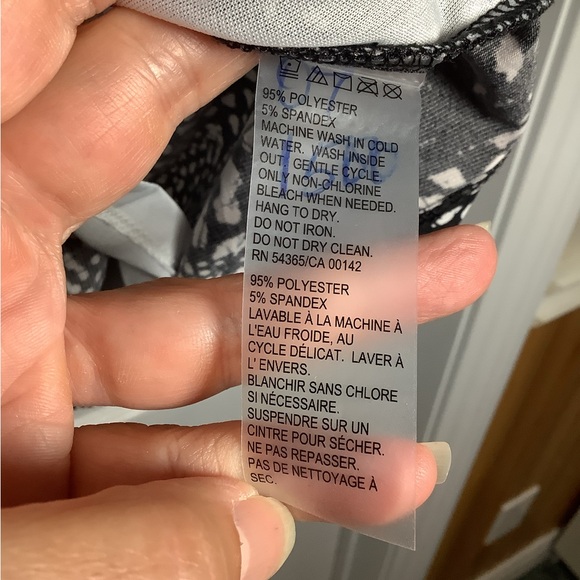 95% POLYESTER
5% SPANDEX
MACHINE WASH IN COLD
WATER. WASH INSIDE
OUT, GENTLE CYCLE.
ONLY NON-CHLORINE
BLEACH WHEN NEEDED.
HANG TO DRY.
DO NOT IRON.
DO NOT DRY CLEAN.
RN 54365/CA 00142
95% POLYESTER
5% SPANDEX
LAVABLE À LA MACHINE À
L'EAU FROIDE, AU
CYCLE DÉLICAT. LAVER À
L' ENVERS.
BLANCHIR SANS CHLORE
SI NÉCESSAIRE.
SUSPENDRE SUR UN
CINTRE POUR SÉCHER.
NE PAS REPASSER.
PAS DE NETTOYAGE À
SEC.